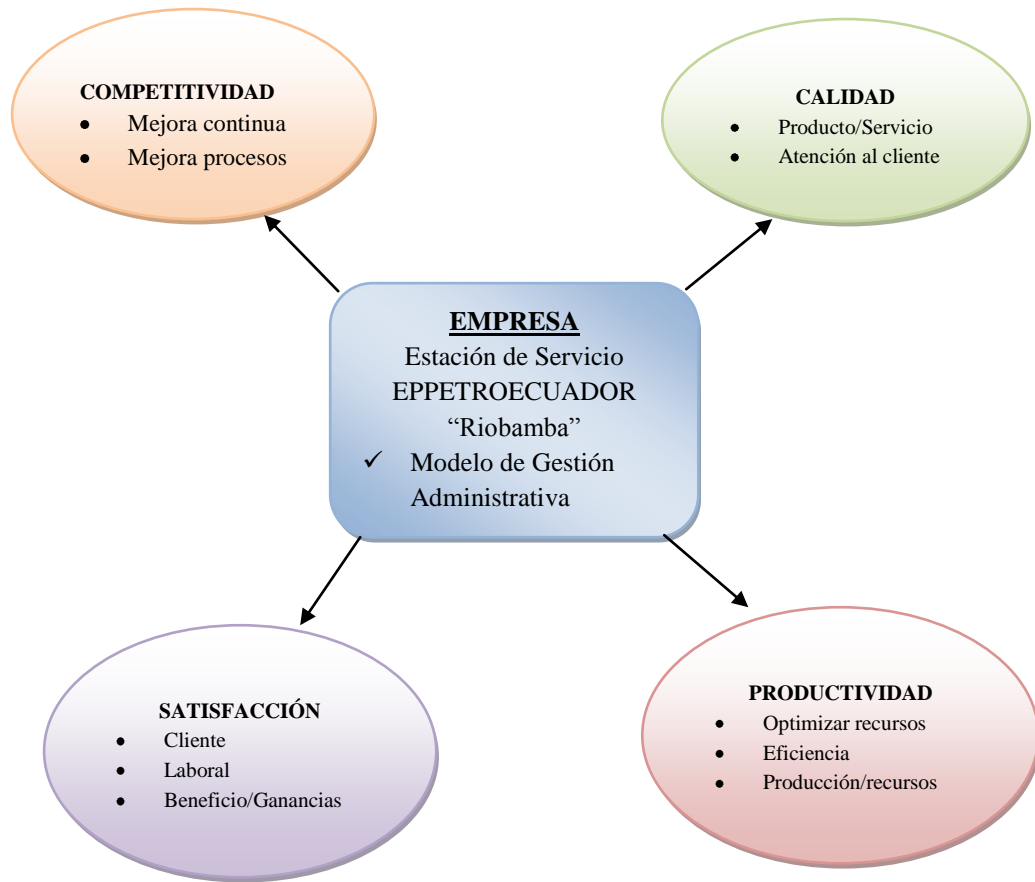 COMPETITIVIDAD
• Mejora continua
• Mejora procesos
CALIDAD
• Producto/Servicio
• Atención al cliente
EMPRESA
Estación de Servicio
EPPETROECUADOR
“Riobamba”
✓ Modelo de Gestión
Administrativa
SATISFACCIÓN
• Cliente
• Laboral
• Beneficio/Ganancias
PRODUCTIVIDAD
• Optimizar recursos
• Eficiencia
• Producción/recursos